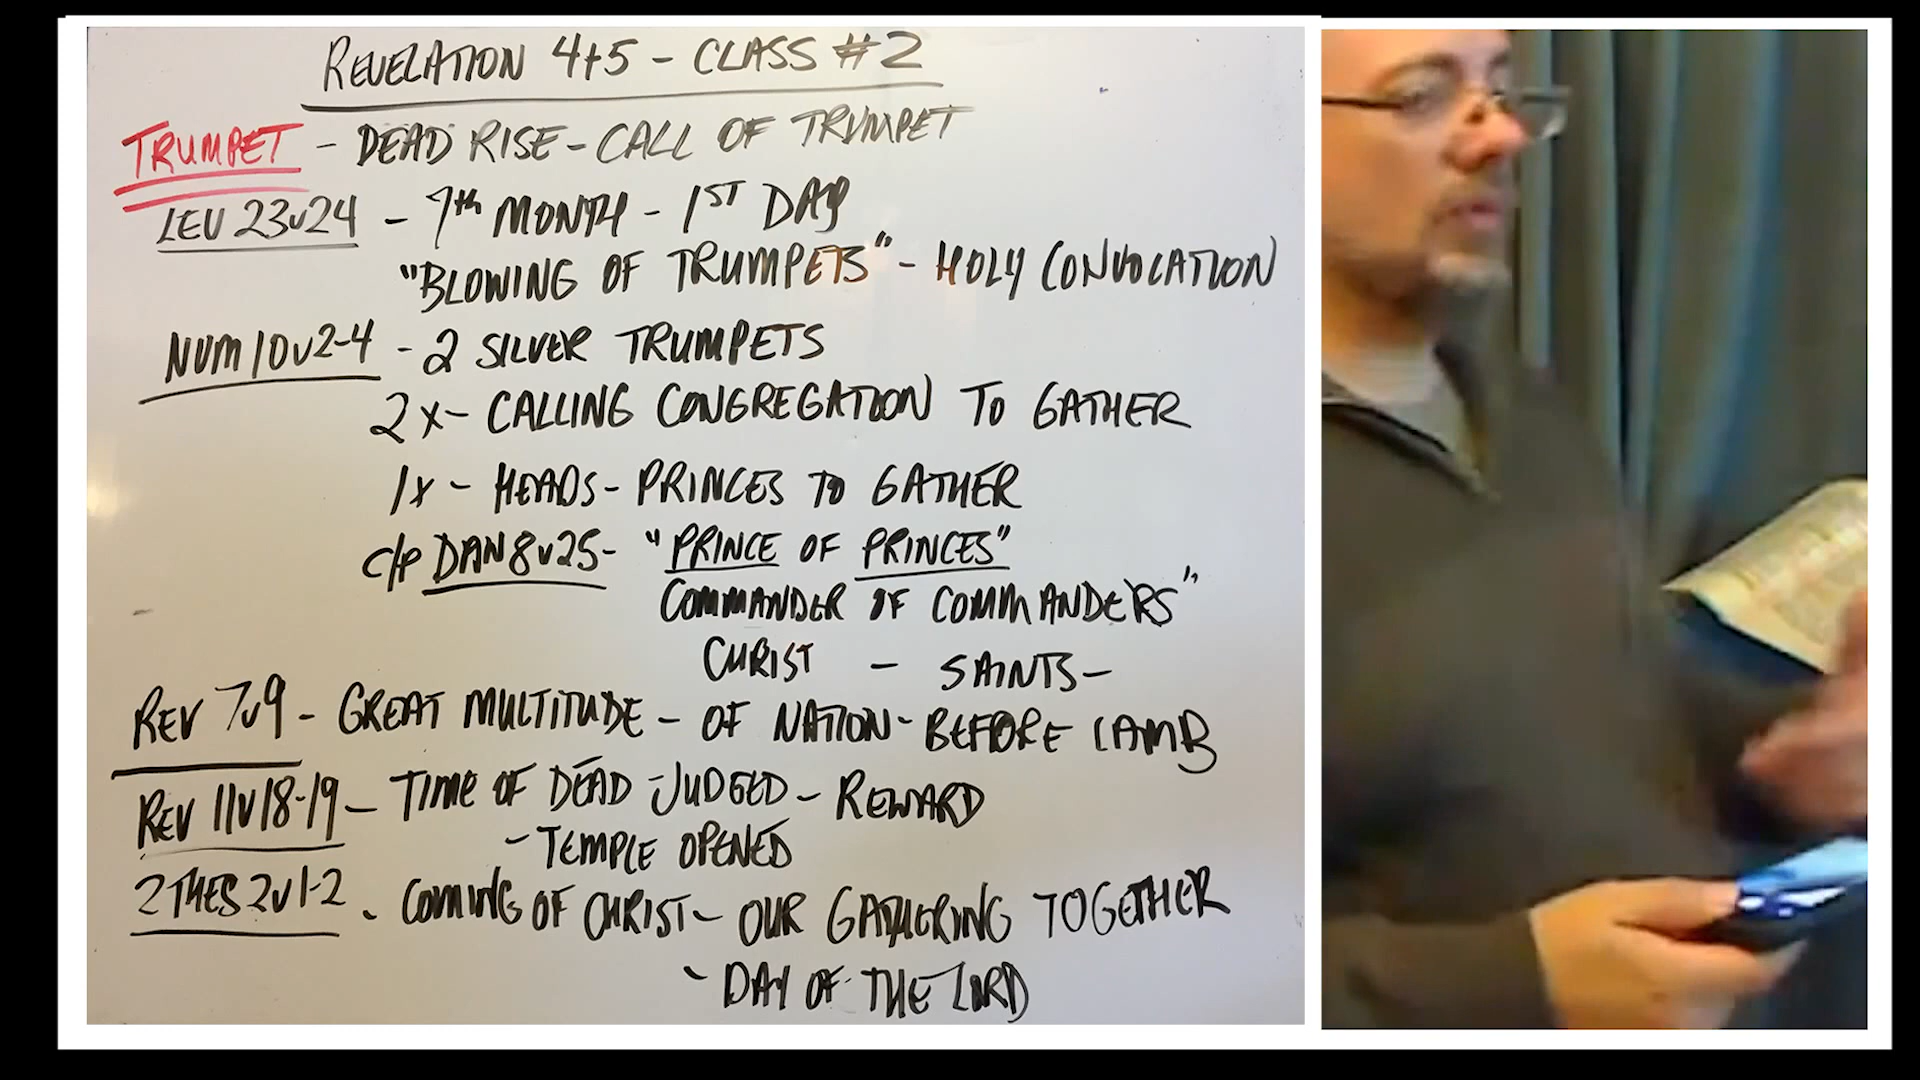 REVELATION 4+5 - CLASS #2
TRUMPET - DEAD RISE - CALL OF TRUMPET
LEV 23v24 - 7th MONTH - 1ST DAY
"BLOWING OF TRUMPETS" - HOLY CONVOCATION
NUM 10v2-4 - 2 SILVER TRUMPETS
2x - CALLING CONGREGATION TO GATHER
1x - HEADS - PRINCES TO GATHER
c/p DAN 8v25 - "PRINCE OF PRINCES"
COMMANDER OF COMMANDERS"
CHRIST - SAINTS -
REV 7v9 - GREAT MULTITUDE - OF NATION - BEFORE LAMB
REV 11v18-19 - TIME OF DEAD - JUDGED - REWARD
- TEMPLE OPENED
2 THES 2v1-2 - COMING OF CHRIST - OUR GATHERING TOGETHER
- DAY OF THE LORD